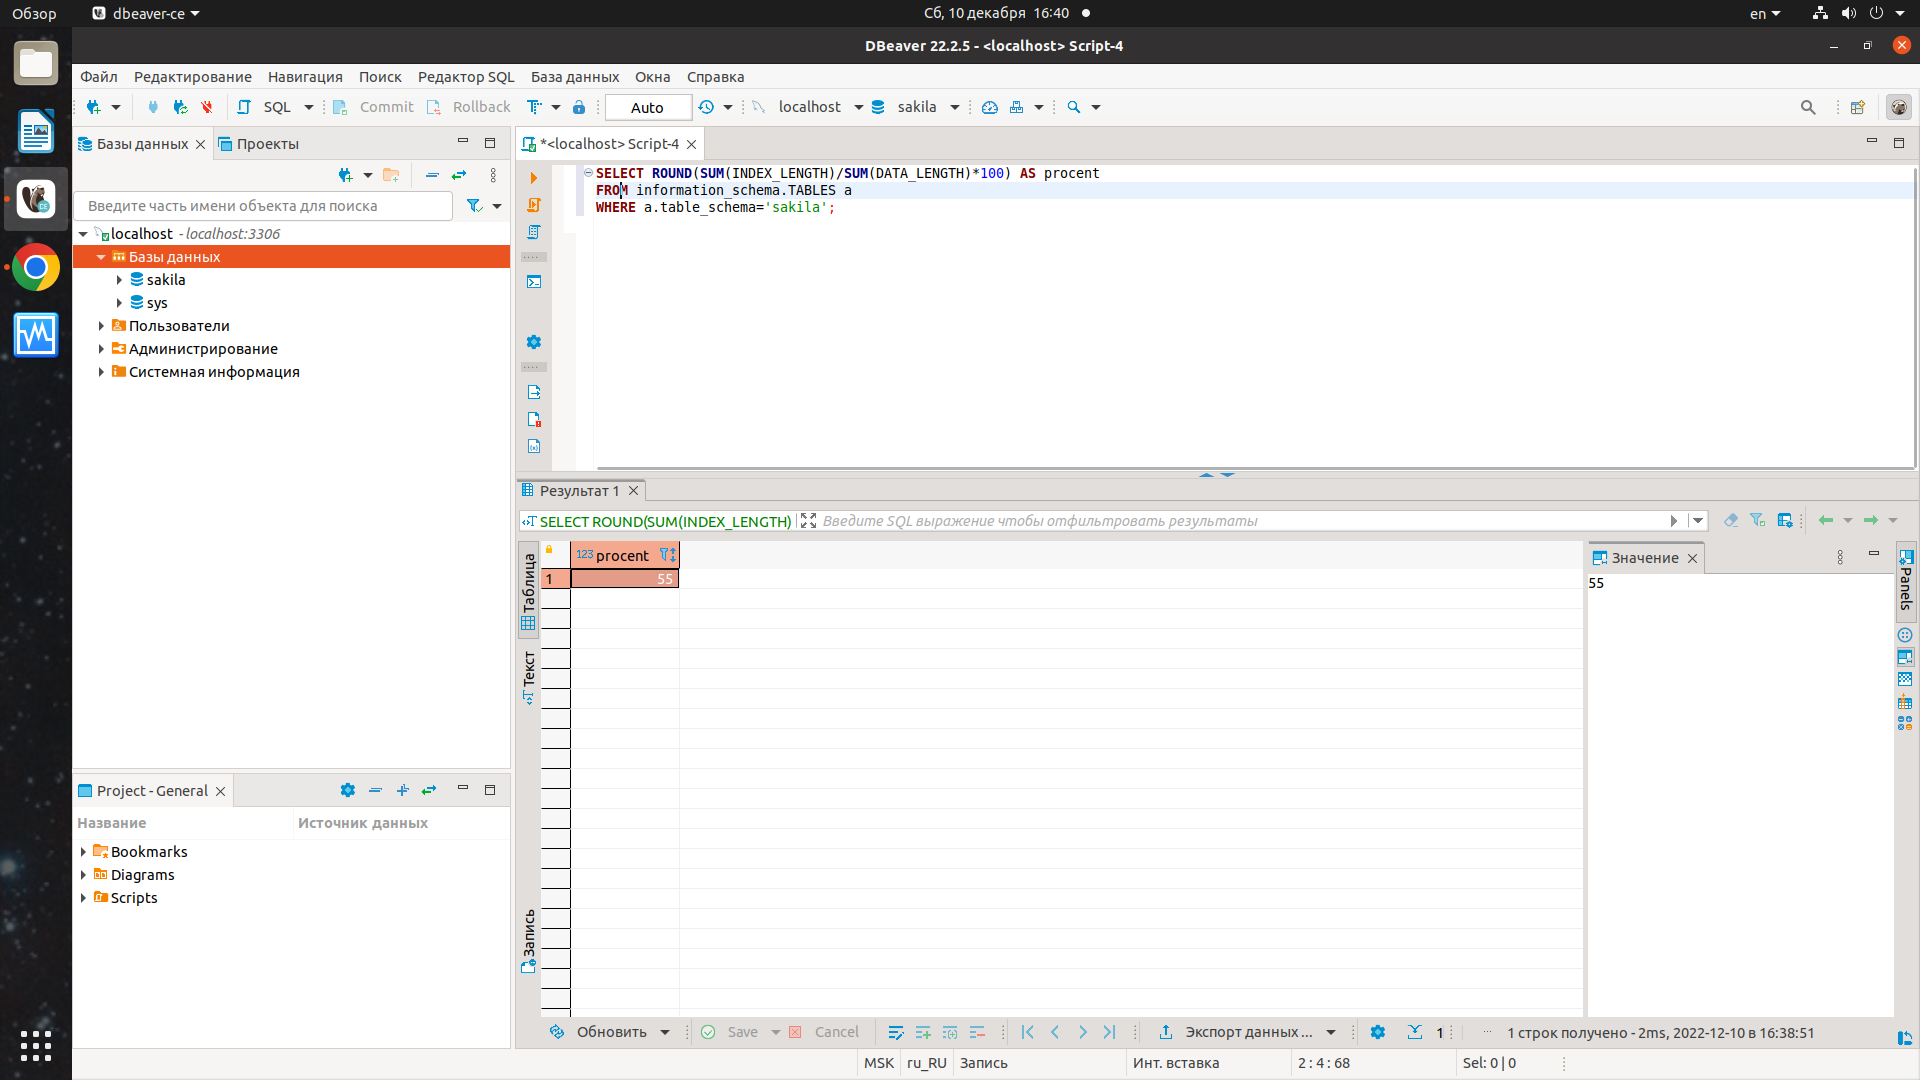 Обзор
dbeaver-ce
Сб, 10 декабря 16:40
en
DBeaver 22.2.5 - <localhost> Script-4
Файл Редактирование Навигация Поиск Редактор SQL База данных Окна Справка
SQL
Commit
Rollback
Auto
localhost
sakila
Базы данных
Проекты
*<localhost> Script-4
Введите часть имени объекта для поиска
localhost - localhost:3306
Базы данных
sakila
sys
Пользователи
Администрирование
Системная информация
SELECT ROUND(SUM(INDEX_LENGTH)/SUM(DATA_LENGTH)*100) AS procent
FROM information_schema.TABLES a
WHERE a.table_schema='sakila';
Результат 1
SELECT ROUND(SUM(INDEX_LENGTH)
Введите SQL выражение чтобы отфильтровать результаты
Таблица
Текст
Запись
123 procent
1 55
Значение
55
Panels
Project - General
Название Источник данных
Bookmarks
Diagrams
Scripts
Обновить
Save
Cancel
Экспорт данных ...
1
1 строк получено - 2ms, 2022-12-10 в 16:38:51
MSK
ru_RU
Запись
Инт. вставка
2 : 4 : 68
Sel: 0 | 0